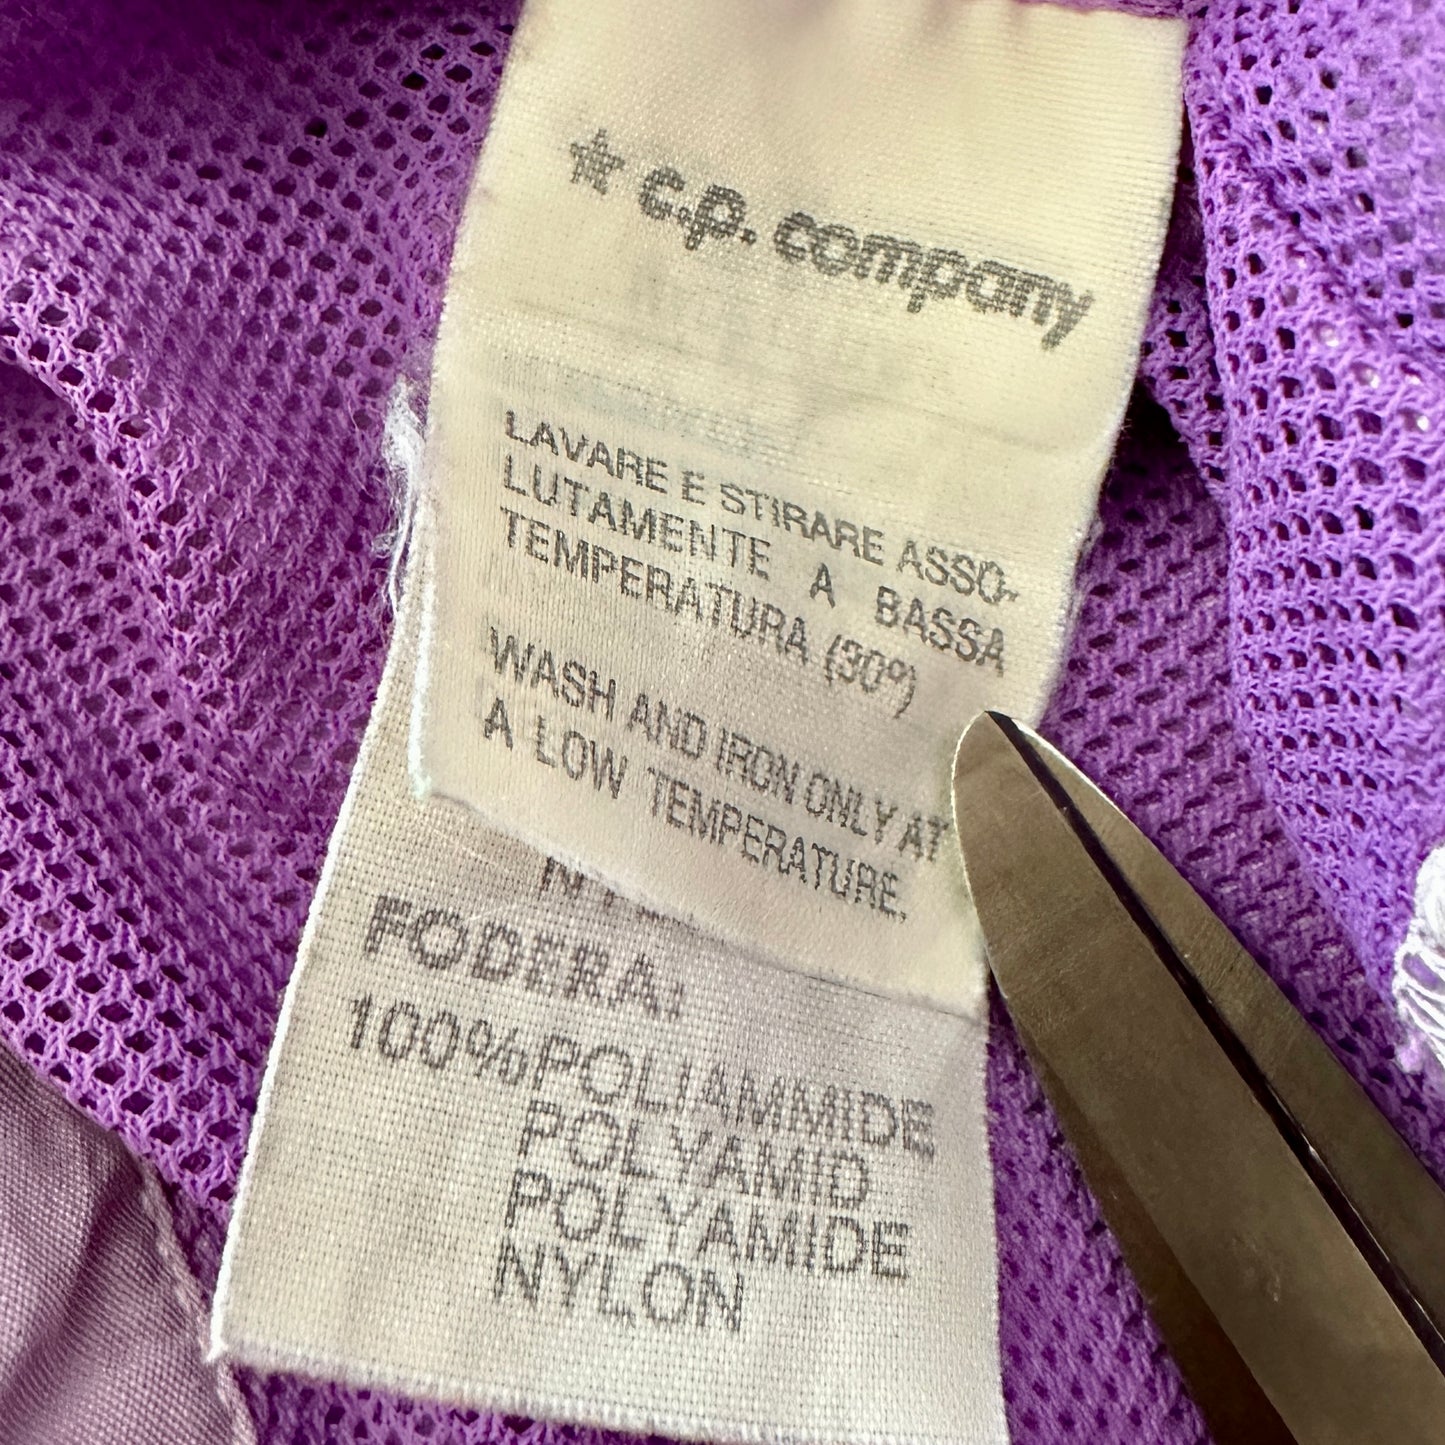 c.p. company
LAVARE E STIRARE ASSO-
LUTAMENTE A BASSA
TEMPERATURA (30º)
WASH AND IRON ONLY AT
A LOW TEMPERATURE.
FODERA:
100% POLIAMMIDE
POLYAMID
POLYAMIDE
NYLON